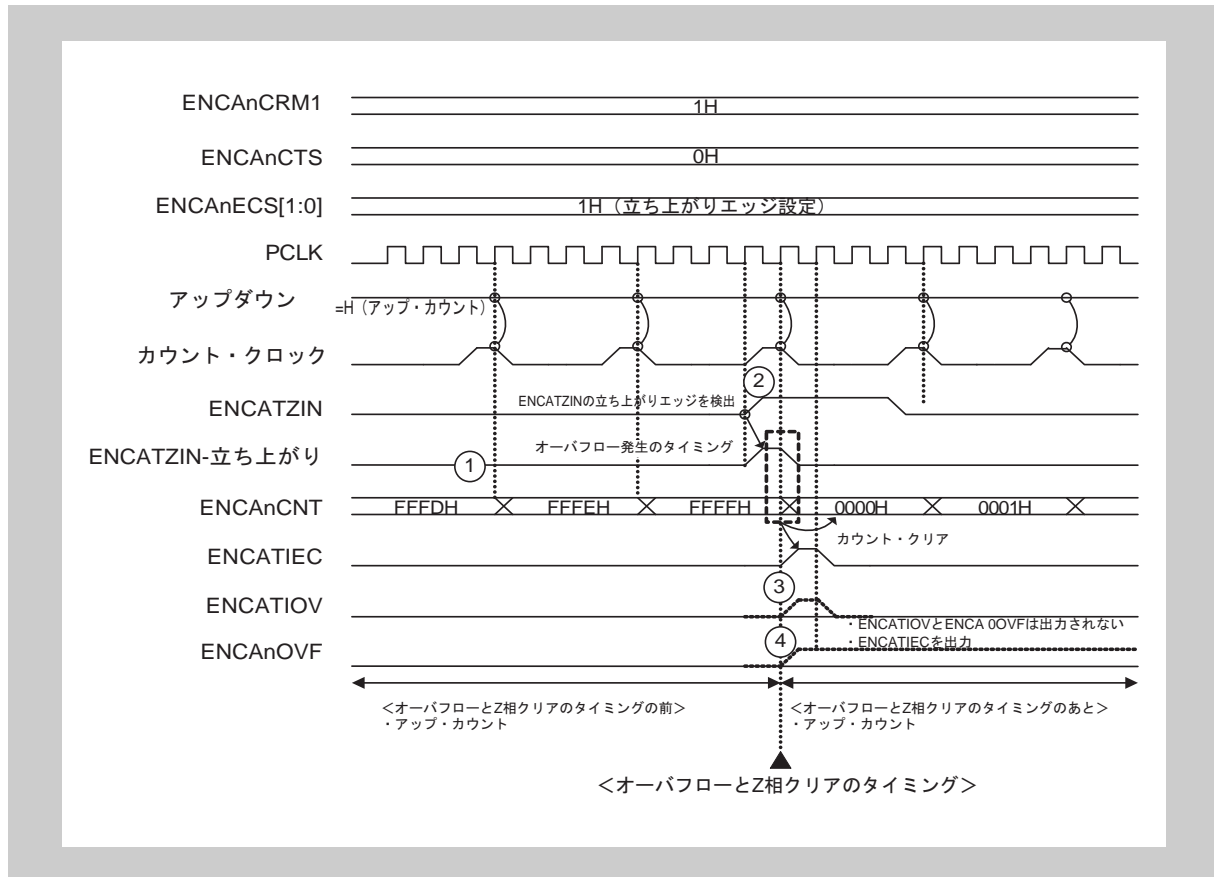 ENCAnCRM1
1H
ENCAnCTS
0H
ENCAnECS[1:0]
1H（立ち上がりエッジ設定）
PCLK
アップダウン
=H（アップ・カウント）
カウント・クロック
②
ENCATZIN
ENCATZINの立ち上がりエッジを検出
オーバフロー発生のタイミング
ENCATZIN-立ち上がり
①
ENCAnCNT
FFFDH
FFFEH
FFFFH
0000H
0001H
カウント・クリア
ENCATIEC
③
ENCATIOV
・ENCATIOVとENCA 0OVFは出力されない
・ENCATIECを出力
④
ENCAnOVF
＜オーバフローとZ相クリアのタイミングの前＞
・アップ・カウント
＜オーバフローとZ相クリアのタイミングのあと＞
・アップ・カウント
＜オーバフローとZ相クリアのタイミング＞